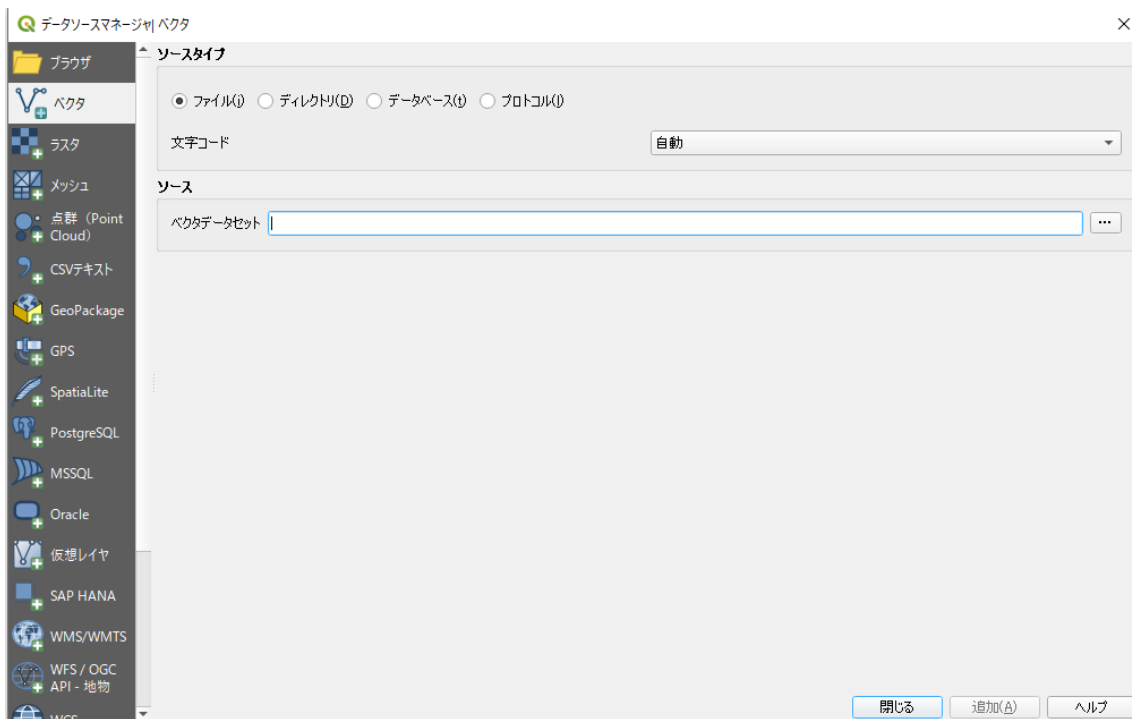 データソースマネージャ| ベクタ
ブラウザ
ベクタ
ラスタ
メッシュ
点群（Point
Cloud）
CSVテキスト
GeoPackage
GPS
SpatiaLite
PostgreSQL
MSSQL
Oracle
仮想レイヤ
SAP HANA
WMS/WMTS
WFS / OGC
API - 地物
WCS
ソースタイプ
ファイル(i) ディレクトリ(D) データベース(t) プロトコル(l)
文字コード 自動
ソース
ベクタデータセット ...
閉じる 追加(A) ヘルプ